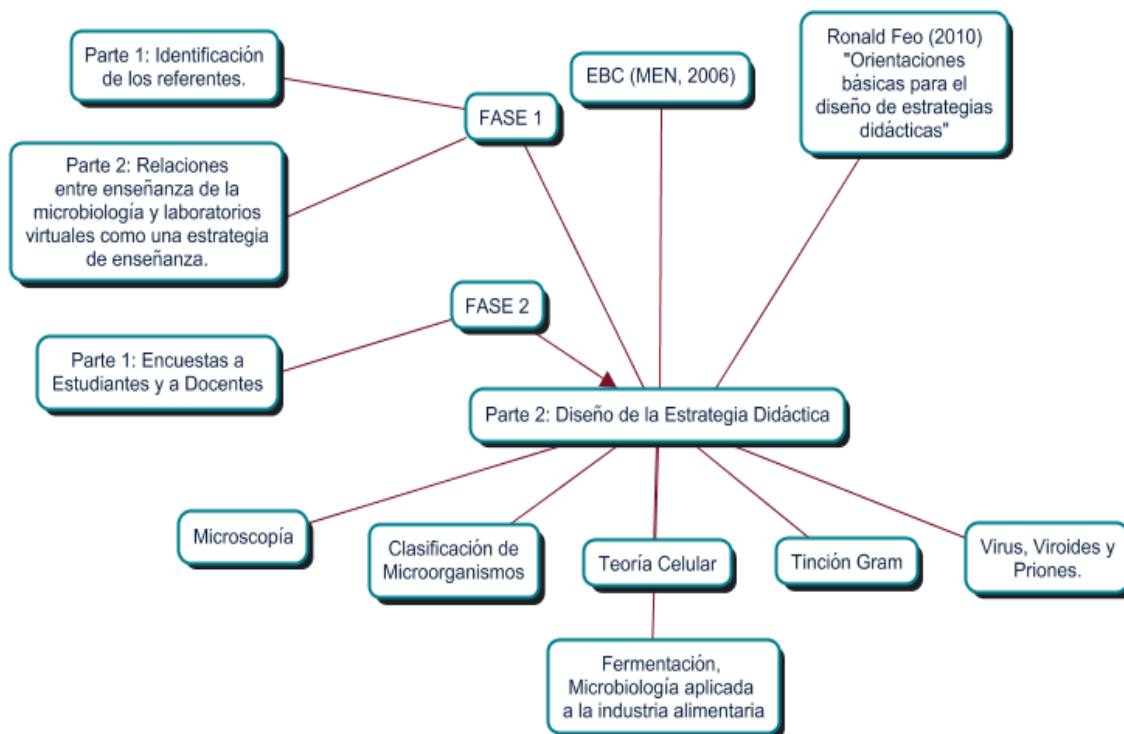 Parte 1: Identificación
de los referentes.
FASE 1
EBC (MEN, 2006)
Ronald Feo (2010)
"Orientaciones
básicas para el
diseño de estrategias
didácticas"
Parte 2: Relaciones
entre enseñanza de la
microbiología y laboratorios
virtuales como una estrategia
de enseñanza.
FASE 2
Parte 1: Encuestas a
Estudiantes y a Docentes
Parte 2: Diseño de la Estrategia Didáctica
Microscopía
Clasificación de
Microorganismos
Teoría Celular
Tinción Gram
Virus, Viroides y
Priones.
Fermentación,
Microbiología aplicada
a la industria alimentaria